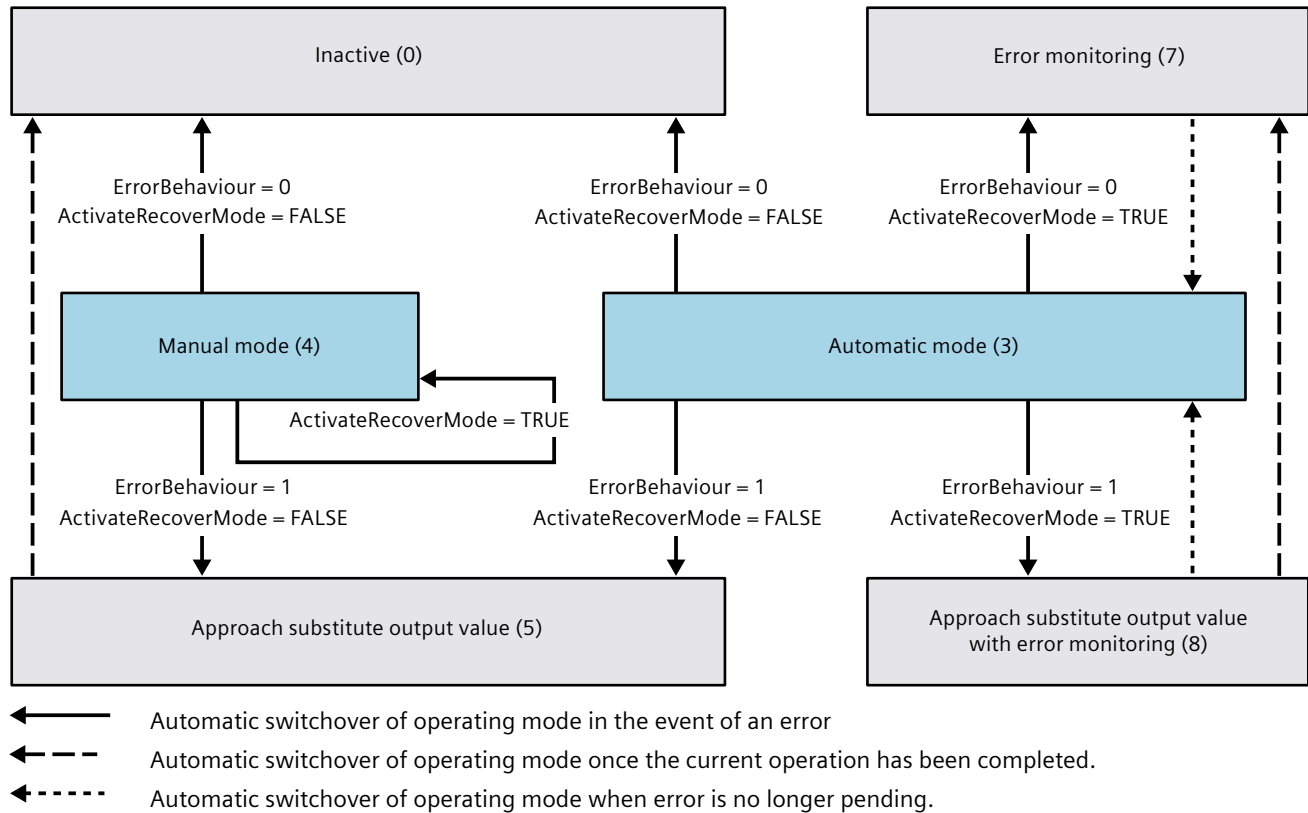 Inactive (0)
Error monitoring (7)
ErrorBehaviour = 0
ActivateRecoverMode = FALSE
ErrorBehaviour = 0
ActivateRecoverMode = FALSE
ErrorBehaviour = 0
ActivateRecoverMode = TRUE
Manual mode (4)
Automatic mode (3)
ActivateRecoverMode = TRUE
ErrorBehaviour = 1
ActivateRecoverMode = FALSE
ErrorBehaviour = 1
ActivateRecoverMode = FALSE
ErrorBehaviour = 1
ActivateRecoverMode = TRUE
Approach substitute output value (5)
Approach substitute output value
with error monitoring (8)
Automatic switchover of operating mode in the event of an error
Automatic switchover of operating mode once the current operation has been completed.
Automatic switchover of operating mode when error is no longer pending.